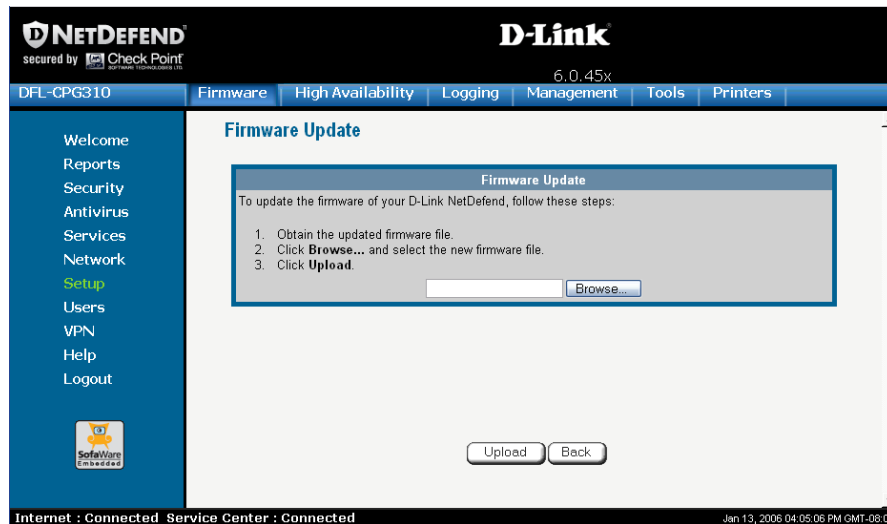 NETDEFEND
secured by Check Point
SOFTWARE TECHNOLOGIES LTD.
D-Link
6.0.45x
DFL-CPG310
Firmware | High Availability | Logging | Management | Tools | Printers |
Welcome
Reports
Security
Antivirus
Services
Network
Setup
Users
VPN
Help
Logout
SofaWare
Embedded
Firmware Update
Firmware Update
To update the firmware of your D-Link NetDefend, follow these steps:
1. Obtain the updated firmware file.
2. Click Browse... and select the new firmware file.
3. Click Upload.
Browse...
Upload Back
Internet : Connected Service Center : Connected
Jan 13, 2006 04:05:06 PM GMT-08:0